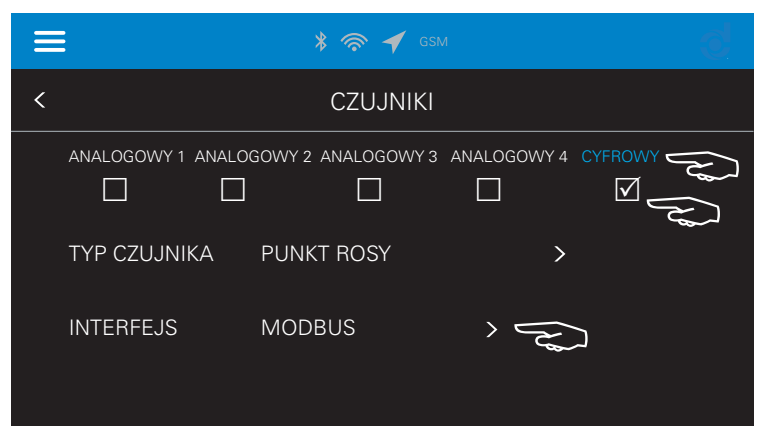 GSM
< CZUJNIKI
ANALOGOWY 1 ANALOGOWY 2 ANALOGOWY 3 ANALOGOWY 4 CYFROWY
TYP CZUJNIKA PUNKT ROSY >
INTERFEJS MODBUS >